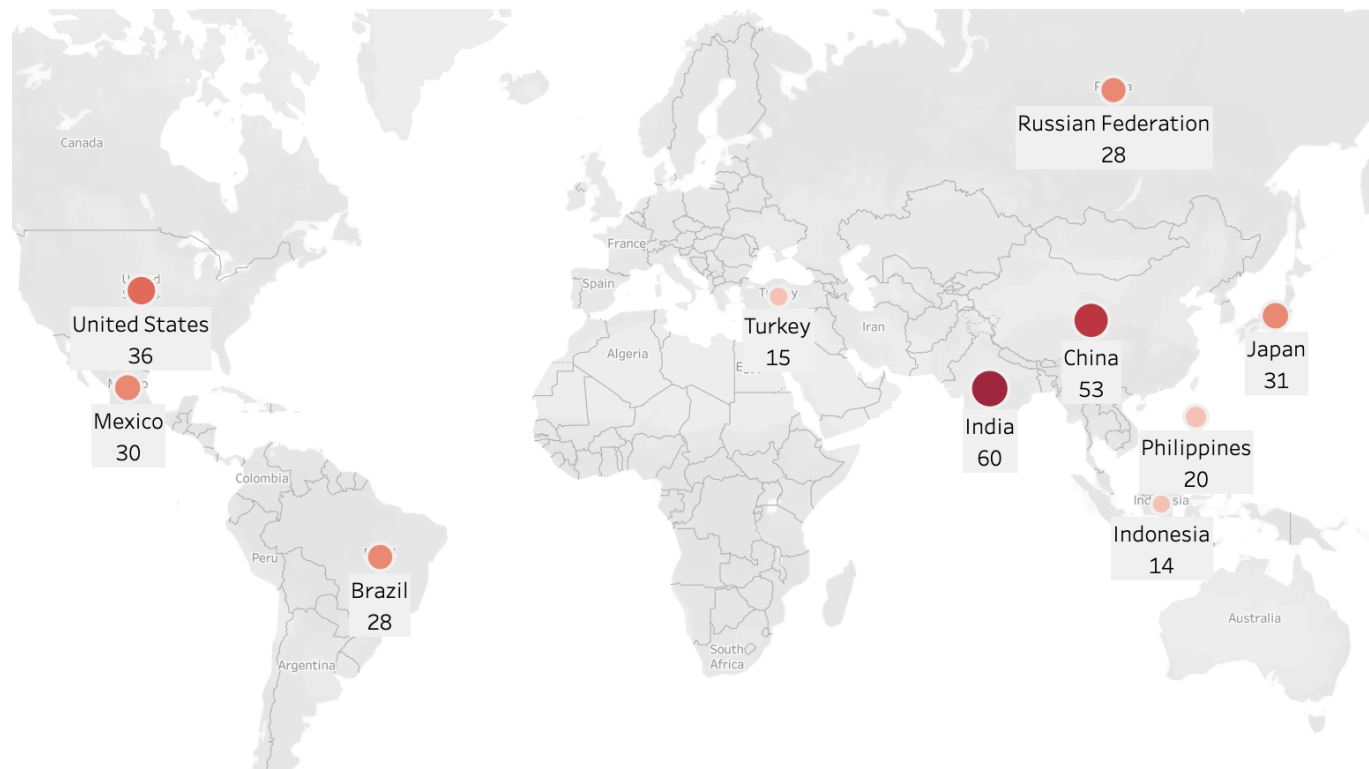 Canada
Russian Federation
28
France
Spain
United States
36
Turkey
15
Iran
China
53
Japan
31
Algeria
Mexico
30
India
60
Philippines
20
Colombia
Indonesia
14
Peru
Brazil
28
Australia
South
Africa
Argentina